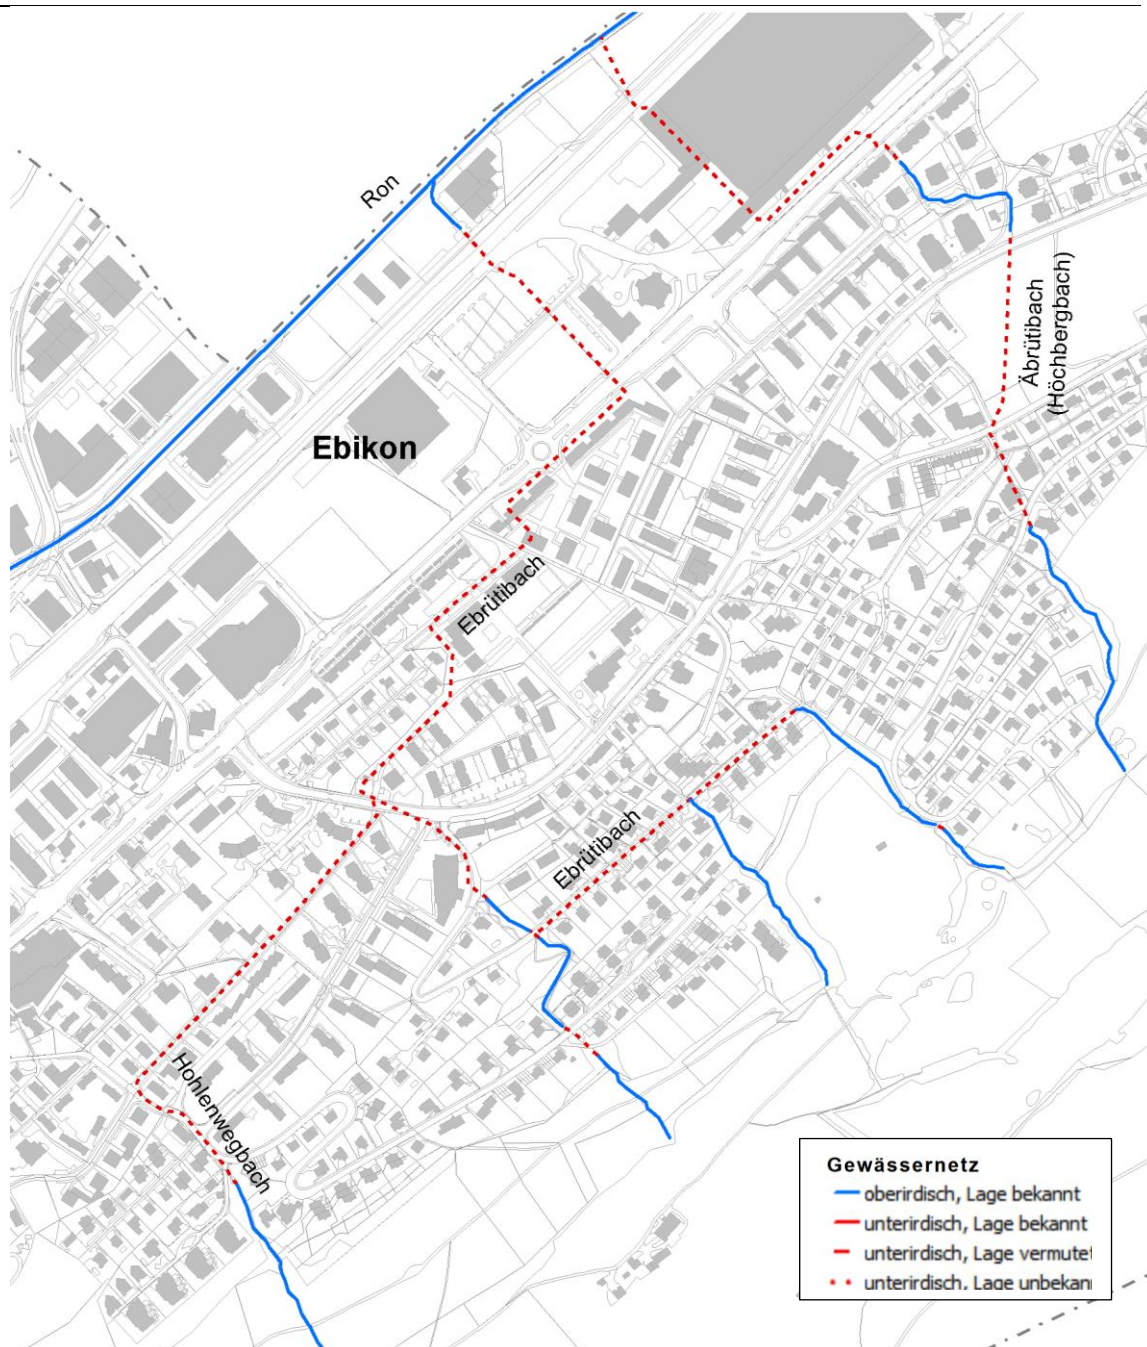 Ron
Äbrütibach
(Höchbergbach)
Ebikon
Ebrütibach
Ebrütibach
Hohlenwegbach
Gewässernetz
oberirdisch, Lage bekannt
unterirdisch, Lage bekannt
unterirdisch, Lage vermutet
unterirdisch, Lage unbekan